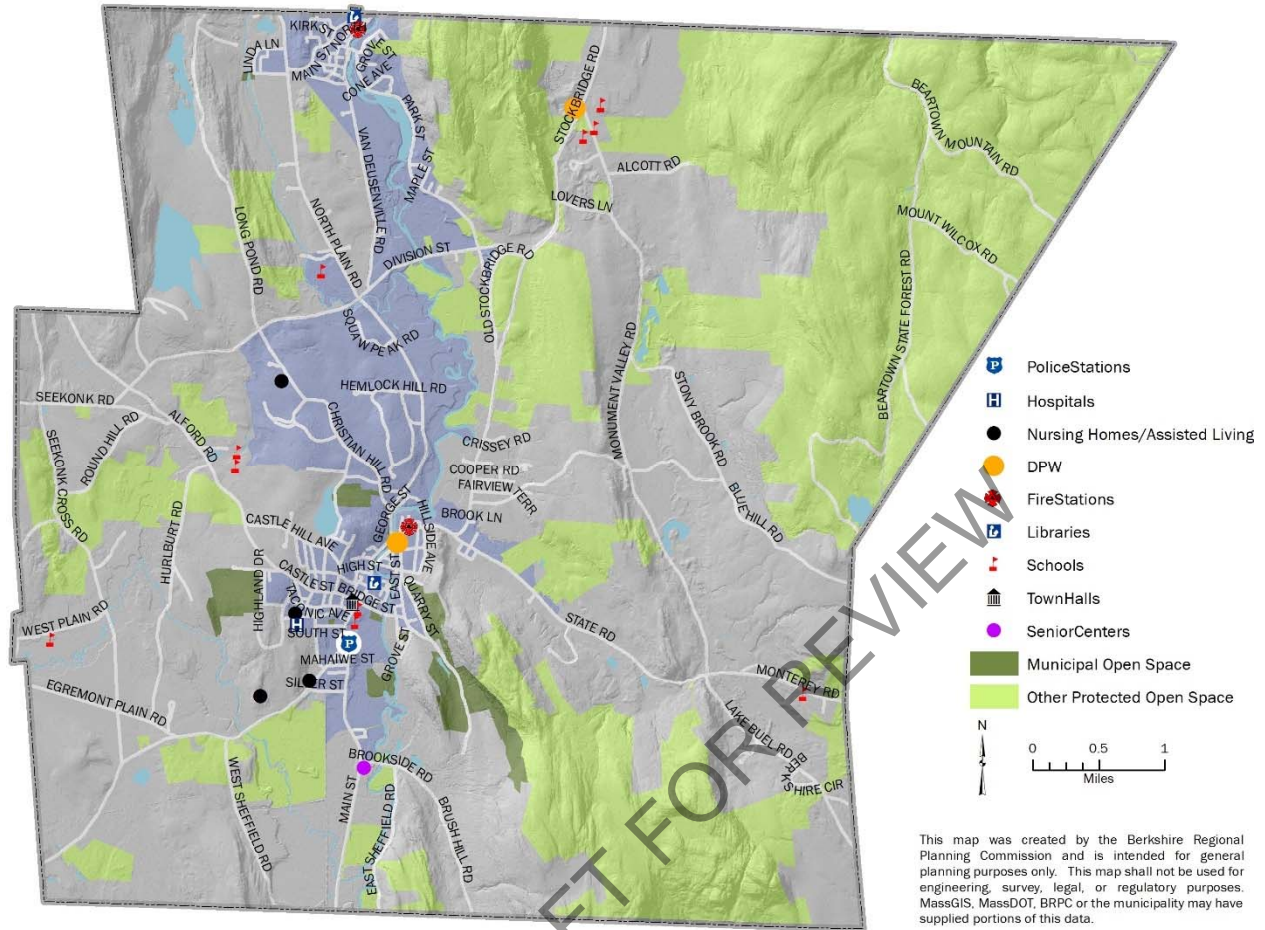 KIRK ST
LINDA LN
MAIN ST
NORTH
GROVE ST
CONE AVE
PARK ST
STOCKBRIDGE RD
BEARTOWN MOUNTAIN RD
VAN DEUSENVILLE RD
MAPLE ST
ALCOTT RD
LOVERS LN
LONG POND RD
NORTH PLAIN RD
MOUNT WILCOX RD
DIVISION ST
OLD STOCKBRIDGE RD
SQUAW PEAK RD
BEARTOWN STATE FOREST RD
MONUMENT VALLEY RD
HEMLOCK HILL RD
SEEKONK RD
ALFORD RD
ROUND HILL RD
SEEKONK CROSS RD
CHRISTIAN HILL RD
STONY BROOK RD
CRISSEY RD
COOPER RD
FAIRVIEW TERR
BROOK LN
BLUE HILL RD
GEORGE ST
HILLSIDE AVE
CASTLE HILL AVE
HURLBURT RD
HIGH ST
EAST ST
CASTLE ST
BRIDGE ST
QUARRY ST
HIGHLAND DR
TACONIC AVE
SOUTH ST
STATE RD
WEST PLAIN RD
MAHAIWE ST
GROVE ST
SILVER ST
MONTEREY RD
EGREMONT PLAIN RD
LAKE BUEL RD
BERKSHIRE CIR
BROOKSIDE RD
WEST SHEFFIELD RD
MAIN ST
EAST SHEFFIELD RD
BRUSH HILL RD
P
H
P PoliceStations
H Hospitals
Nursing Homes/Assisted Living
DPW
FireStations
Libraries
Schools
TownHalls
SeniorCenters
Municipal Open Space
Other Protected Open Space
N
0 0.5 1
Miles
This map was created by the Berkshire Regional
Planning Commission and is intended for general
planning purposes only. This map shall not be used for
engineering, survey, legal, or regulatory purposes.
MassGIS, MassDOT, BRPC or the municipality may have
supplied portions of this data.
FT FOR REVIEW